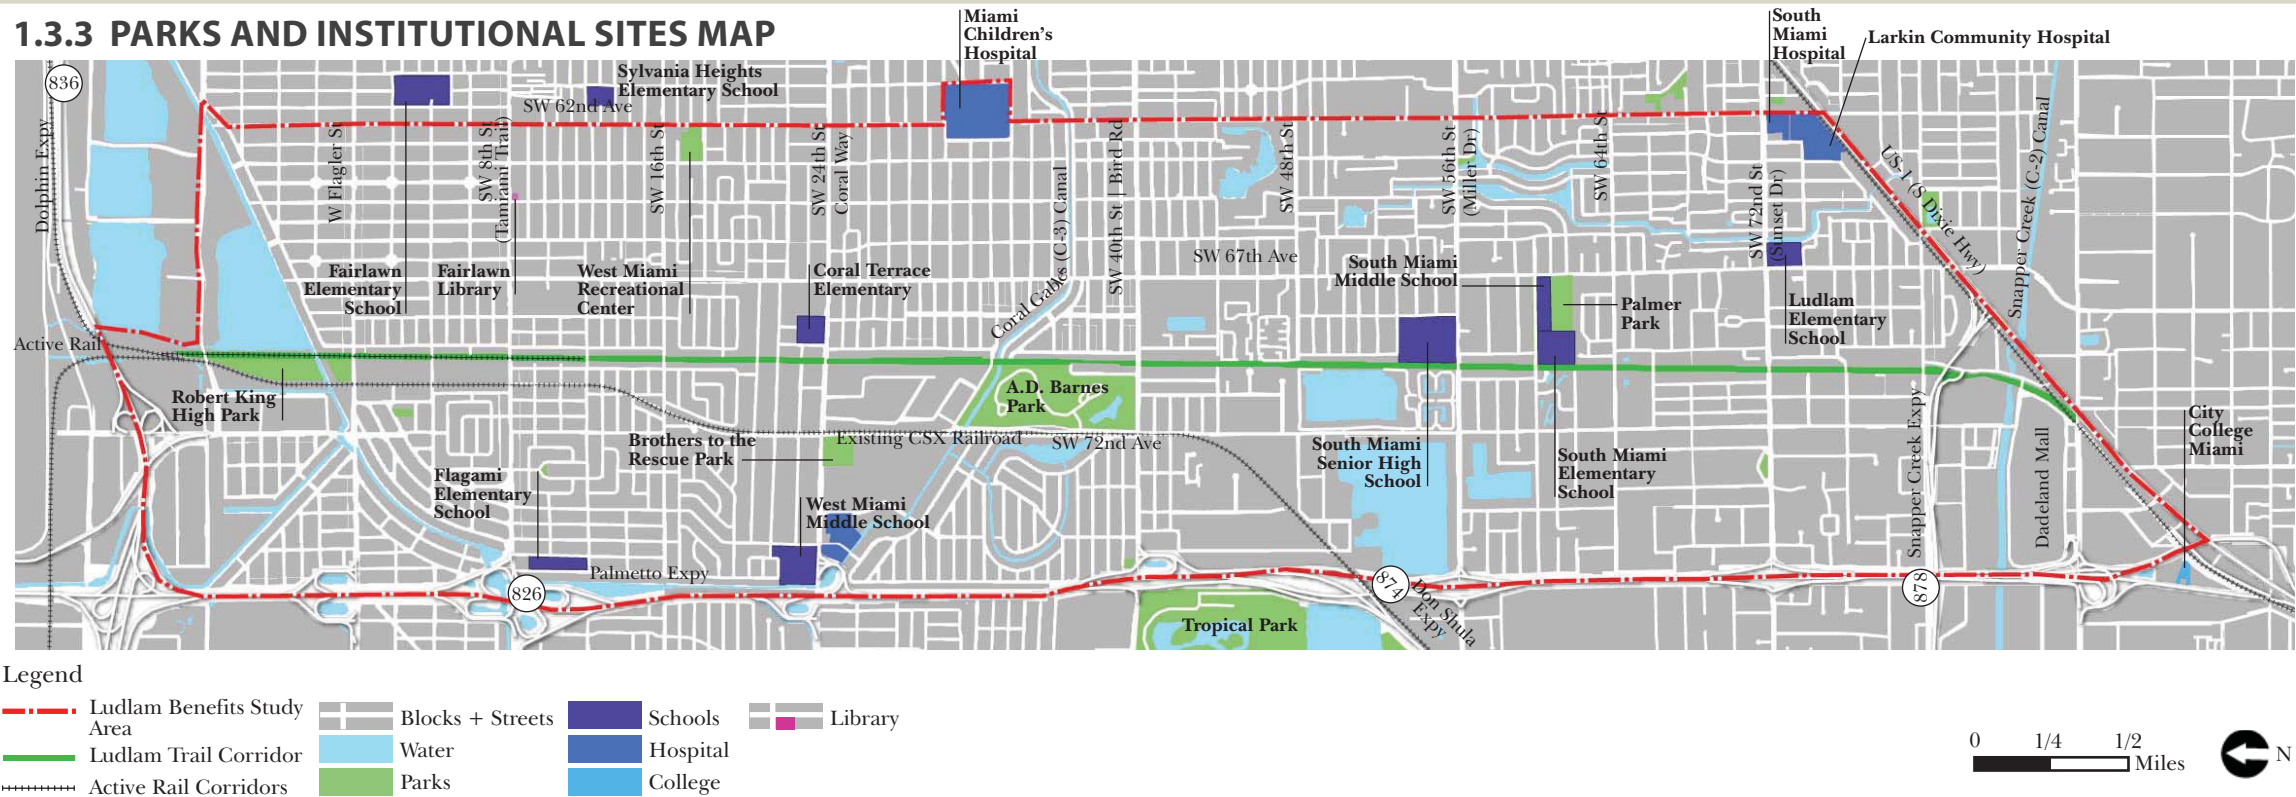 1.3.3 PARKS AND INSTITUTIONAL SITES MAP
Miami
Children's
Hospital
South
Miami
Hospital
Larkin Community Hospital
836
Sylvania Heights
Elementary School
SW 62nd Ave
Dolphin Expy
W Flagler St
SW 8th St
(Tamiami Trail)
SW 16th St
SW 24th St
Coral Way
Coral Gables (C-3) Canal
SW 40th St | Bird Rd
SW 48th St
SW 56th St
(Miller Dr)
SW 64th St
SW 72nd St
(Sunset Dr)
US-1 (S Dixie Hwy)
Snapper Creek (C-2) Canal
SW 67th Ave
Fairlawn
Elementary
School
Fairlawn
Library
West Miami
Recreational
Center
Coral Terrace
Elementary
South Miami
Middle School
Palmer
Park
Ludlam
Elementary
School
Active Rail
Robert King
High Park
A.D. Barnes
Park
Brothers to the
Rescue Park
Existing CSX Railroad
SW 72nd Ave
South Miami
Senior High
School
South Miami
Elementary
School
Snapper Creek Expy
Dadeland Mall
City
College
Miami
Flagami
Elementary
School
West Miami
Middle School
Palmetto Expy
826
874
Don Shula
Expy
878
Tropical Park
Legend
Ludlam Benefits Study
Area
Ludlam Trail Corridor
Active Rail Corridors
Blocks + Streets
Water
Parks
Schools
Hospital
College
Library
0 1/4 1/2
Miles
N